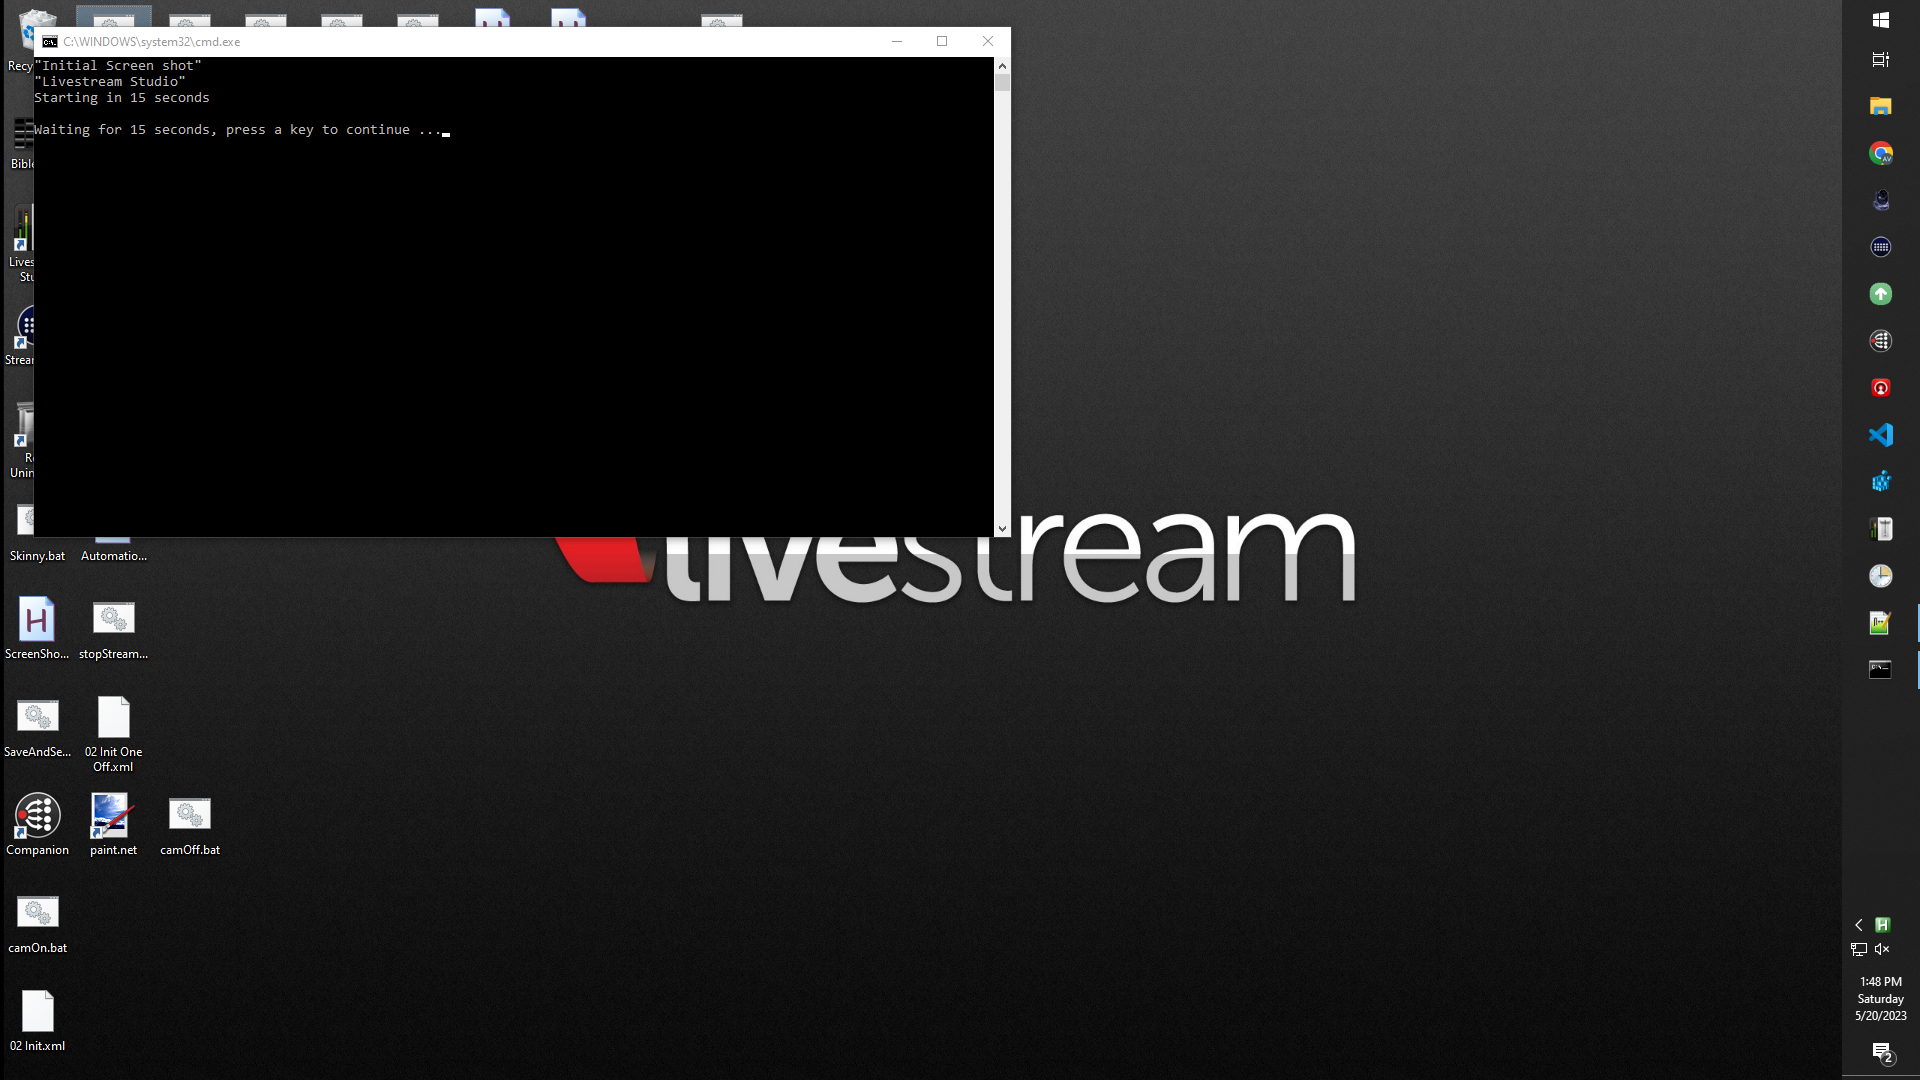 C:\WINDOWS\system32\cmd.exe
"Initial Screen shot"
"Livestream Studio"
Starting in 15 seconds
Waiting for 15 seconds, press a key to continue ...
Recy
Bible
Lives
Stu
Strea
R
Unin
Skinny.bat
Automatio...
ScreenSho...
stopStream...
SaveAndSe...
02 Init One
Off.xml
Companion
paint.net
camOff.bat
camOn.bat
02 Init.xml
livestream
1:48 PM
Saturday
5/20/2023
2